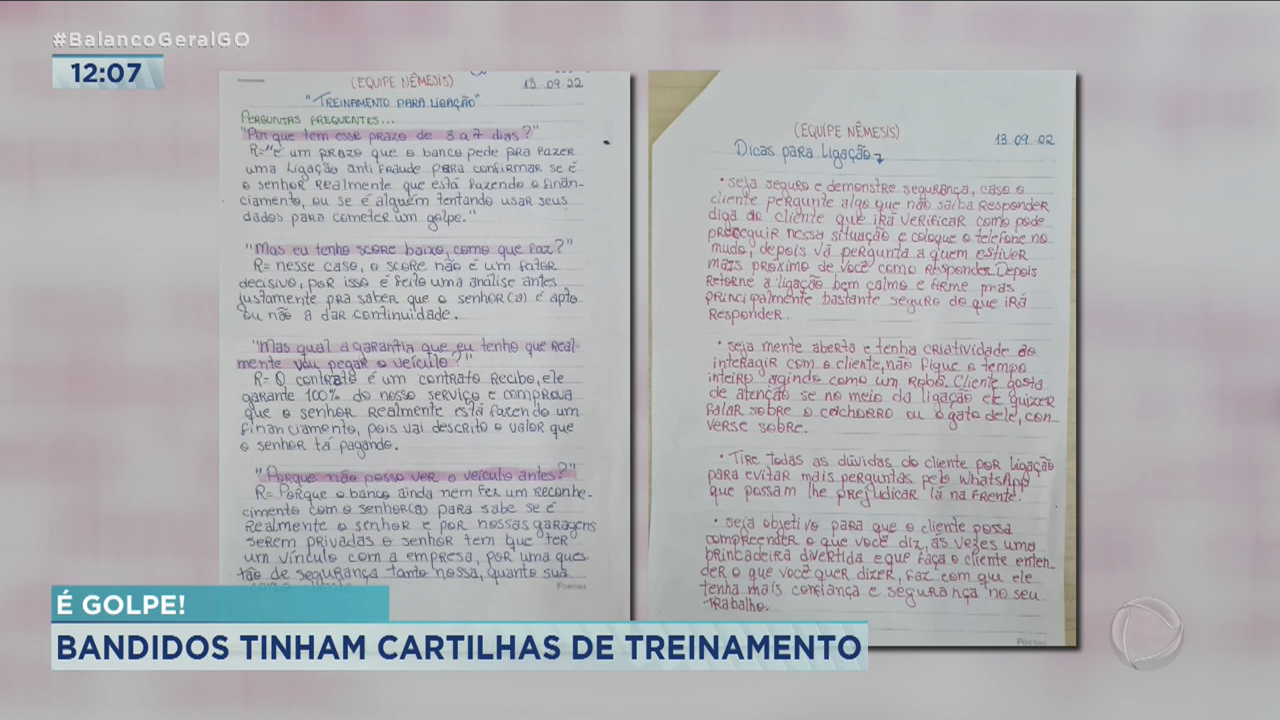 #BalancoGeralGO
12:07
(EQUIPE NÊMESIS)
13.09.22
"TREINAMENTO PARA LIGAÇÃO"
PERGUNTAS FREQUENTES...
"Por que tem esse prazo de 3 a 7 dias?"
R="é um prazo que o banco pede pra fazer
uma ligação anti fraude para confirmar se é
o senhor realmente que está fazendo o finan-
ciamento, ou se é alguém tentando usar seus
dados para cometer um golpe."
"Mas eu tenho score baixo, como que faz?"
R= nesse caso, o score não é um fator
decisivo, por isso é feito uma análise antes
justamente pra saber que o senhor(a) é apto
ou não a dar continuidade.
"Mas qual a garantia que eu tenho que real-
mente vou pegar o veículo?"
R= O contrato é um contrato recibo, ele
garante 100% do nosso serviço e comprova
que o senhor realmente está fazendo um
financiamento, pois vai descrito o valor que
o senhor tá pagando.
"Porque não posso ver o veículo antes?"
R= Porque o banco ainda nem fez um reconhe-
cimento com o senhor(a) para sabe se é
realmente o senhor e por nossas garagens
serem privadas o senhor tem que ter
um vínculo com a empresa, por uma ques
tão de segurança tanto nossa, quanto sua
FORONI
(EQUIPE NÊMESIS)
13.09.22
Dicas para Ligação
• seja seguro e demonstre segurança, caso o
cliente pergunte algo que não saiba responder
diga ao cliente que irá verificar como pode
prosseguir nessa situação e coloque o telefone no
mudo, depois vá pergunta a quem estiver
mais próximo de você como responder. Depois
retorne a ligação bem calmo e firme mas
principalmente bastante seguro do que irá
responder.
• seja mente aberta e tenha criatividade ao
interagir com o cliente, não fique o tempo
inteiro agindo como um robô. Cliente gosta
de atenção se no meio da ligação ele quizer
falar sobre o cachorro ou o gato dele, con-
verse sobre.
• Tire todas as dúvidas do cliente por ligação
para evitar mais perguntas pelo WhatsApp
que possam lhe prejudicar lá na frente.
• seja objetivo para que o cliente possa
compreender o que você diz, as vezes uma
brincadeira divertida e que faça o cliente enten-
der o que você quer dizer, faz com qu ele
tenha mais confiança e segurança no seu
trabalho.
FORONI
É GOLPE!
BANDIDOS TINHAM CARTILHAS DE TREINAMENTO